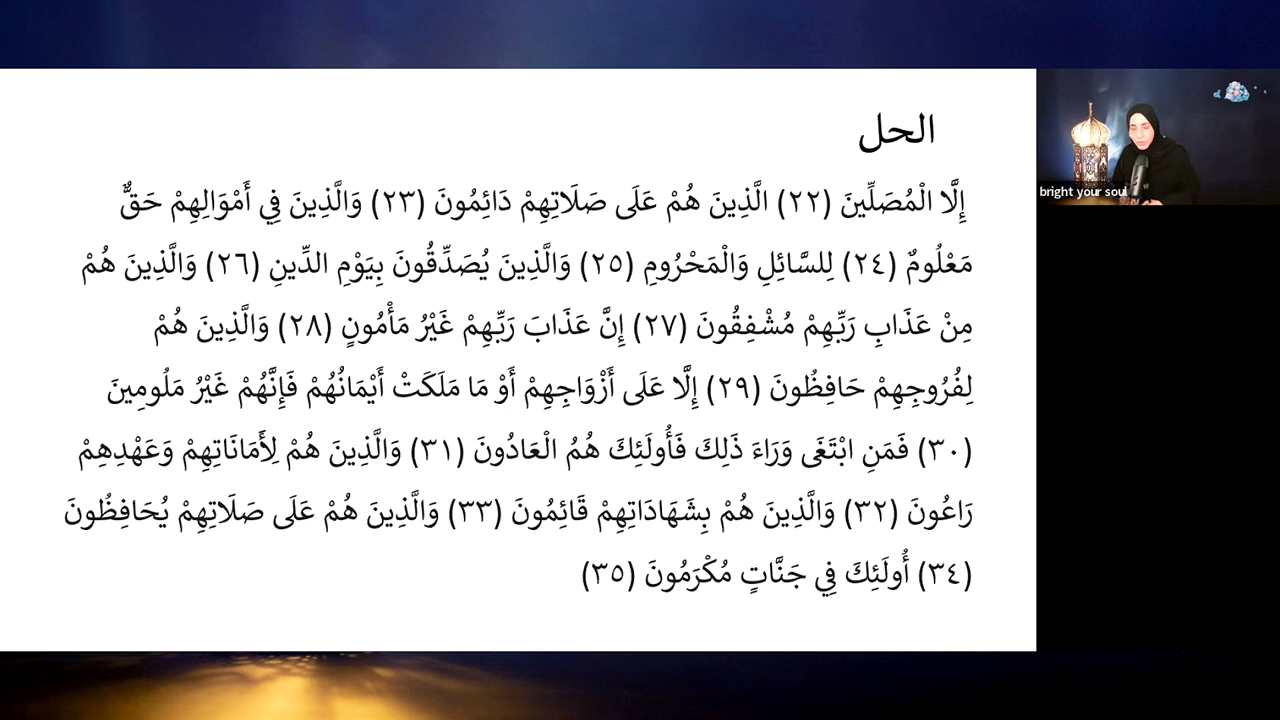 الحل
إِلَّا الْمُصَلِّينَ (٢٢) الَّذِينَ هُمْ عَلَى صَلَاتِهِمْ دَائِمُونَ (٢٣) وَالَّذِينَ فِي أَمْوَالِهِمْ حَقٌّ
مَعْلُومٌ (٢٤) لِلسَّائِلِ وَالْمَحْرُومِ (٢٥) وَالَّذِينَ يُصَدِّقُونَ بِيَوْمِ الدِّينِ (٢٦) وَالَّذِينَ هُمْ
مِنْ عَذَابِ رَبِّهِمْ مُشْفِقُونَ (٢٧) إِنَّ عَذَابَ رَبِّهِمْ غَيْرُ مَأْمُونٍ (٢٨) وَالَّذِينَ هُمْ
لِفُرُوجِهِمْ حَافِظُونَ (٢٩) إِلَّا عَلَى أَزْوَاجِهِمْ أَوْ مَا مَلَكَتْ أَيْمَانُهُمْ فَإِنَّهُمْ غَيْرُ مَلُومِينَ
(٣٠) فَمَنِ ابْتَغَى وَرَاءَ ذَلِكَ فَأُولَئِكَ هُمُ الْعَادُونَ (٣١) وَالَّذِينَ هُمْ لِأَمَانَاتِهِمْ وَعَهْدِهِمْ
رَاعُونَ (٣٢) وَالَّذِينَ هُمْ بِشَهَادَاتِهِمْ قَائِمُونَ (٣٣) وَالَّذِينَ هُمْ عَلَى صَلَاتِهِمْ يُحَافِظُونَ
(٣٤) أُولَئِكَ فِي جَنَّاتٍ مُكْرَمُونَ (٣٥)
bright your soul